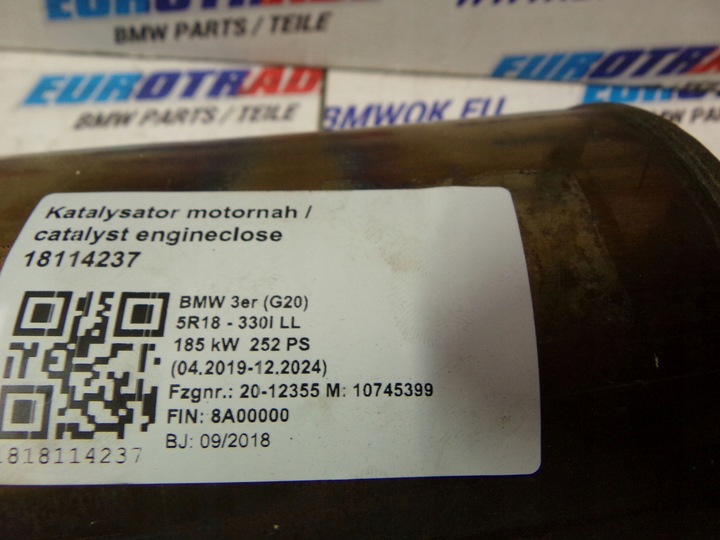 EUROTRAD
BMW PARTS / TEILE
EUROTRAD
BMW PARTS / TEILE
BMWOK.EU
Katalysator motornah /
catalyst engineclose
18114237
BMW 3er (G20)
5R18 - 330I LL
185 kW 252 PS
(04.2019-12.2024)
Fzgnr.: 20-12355 M: 10745399
FIN: 8A00000
BJ: 09/2018
1818114237